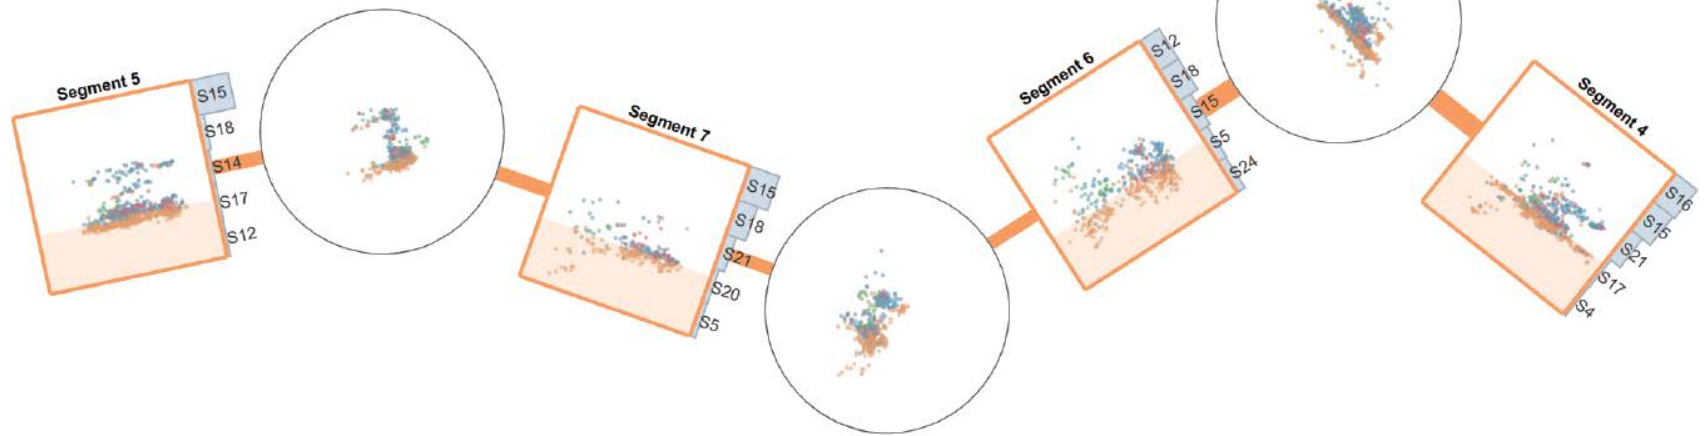 Segment 5
S15
S18
S14
S17
S12
Segment 7
S15
S18
S21
S20
S5
Segment 6
S12
S18
S15
S5
S24
Segment 4
S16
S15
S21
S17
S4